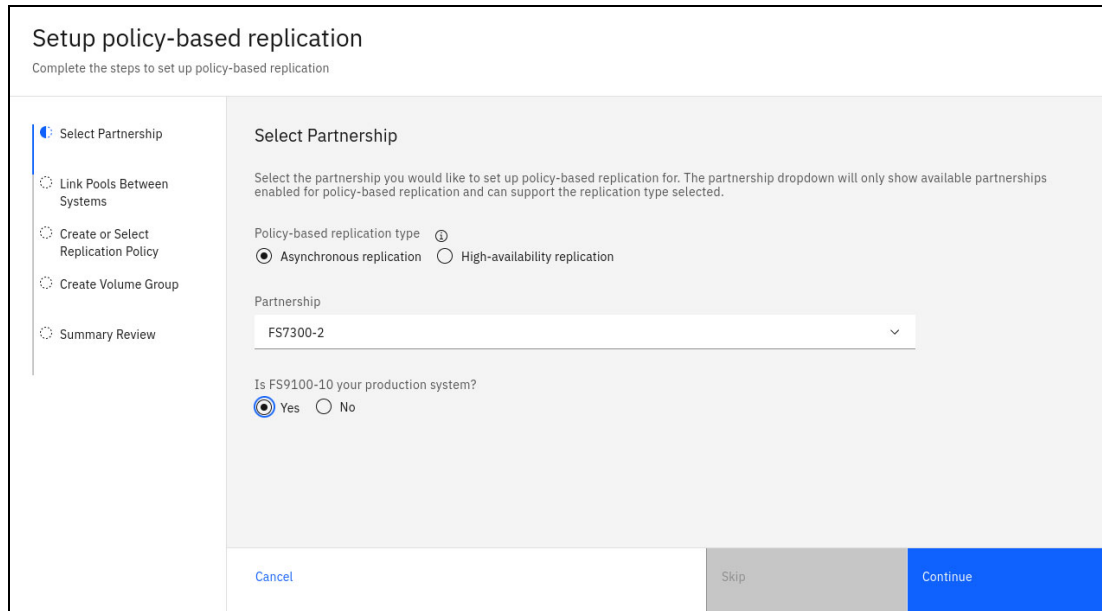 Setup policy-based replication
Complete the steps to set up policy-based replication
Select Partnership
Link Pools Between
Systems
Create or Select
Replication Policy
Create Volume Group
Summary Review
Select Partnership
Select the partnership you would like to set up policy-based replication for. The partnership dropdown will only show available partnerships
enabled for policy-based replication and can support the replication type selected.
Policy-based replication type
Asynchronous replication High-availability replication
Partnership
FS7300-2
Is FS9100-10 your production system?
Yes No
Cancel Skip Continue